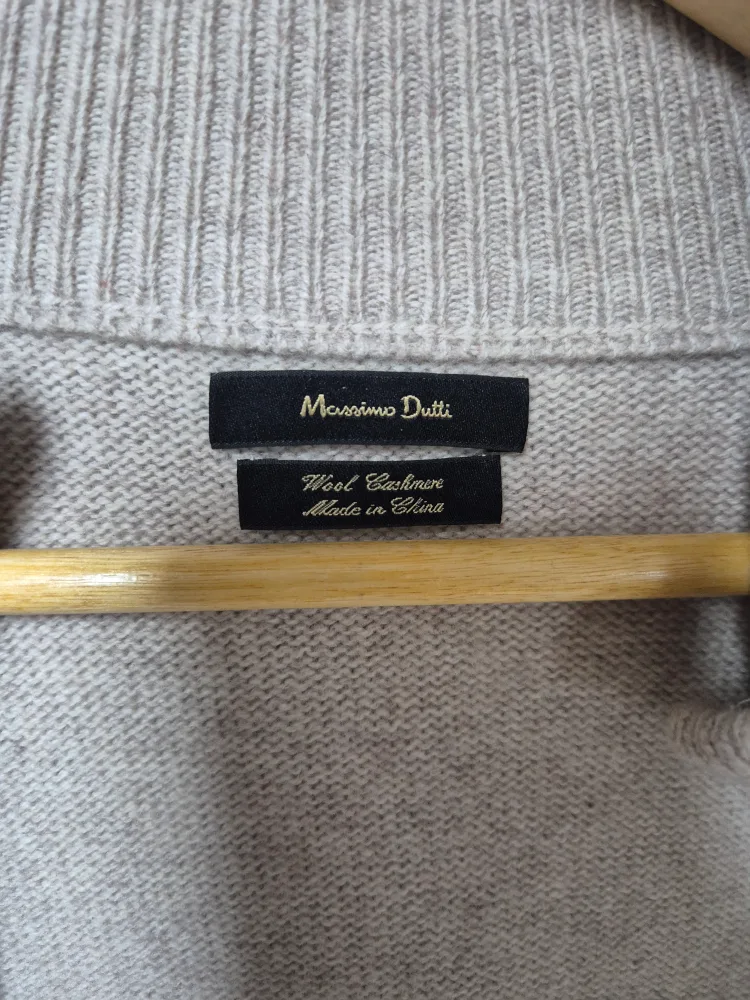 Massimo Dutti
Wool Cashmere
Made in China